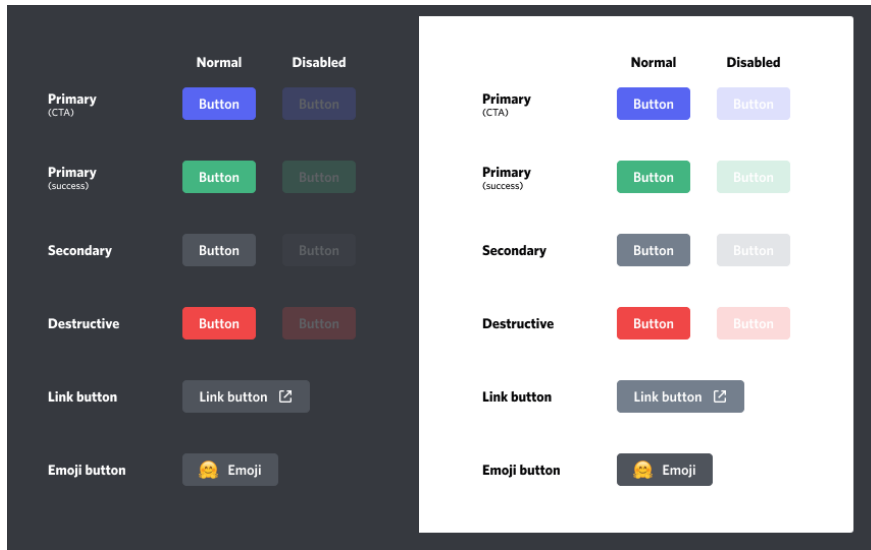 Normal Disabled
Primary Button Button
(CTA)
Primary Button Button
(success)
Secondary Button Button
Destructive Button Button
Link button Link button
Emoji button 🤗 Emoji
Normal Disabled
Primary Button Button
(CTA)
Primary Button Button
(success)
Secondary Button Button
Destructive Button Button
Link button Link button
Emoji button 🤗 Emoji